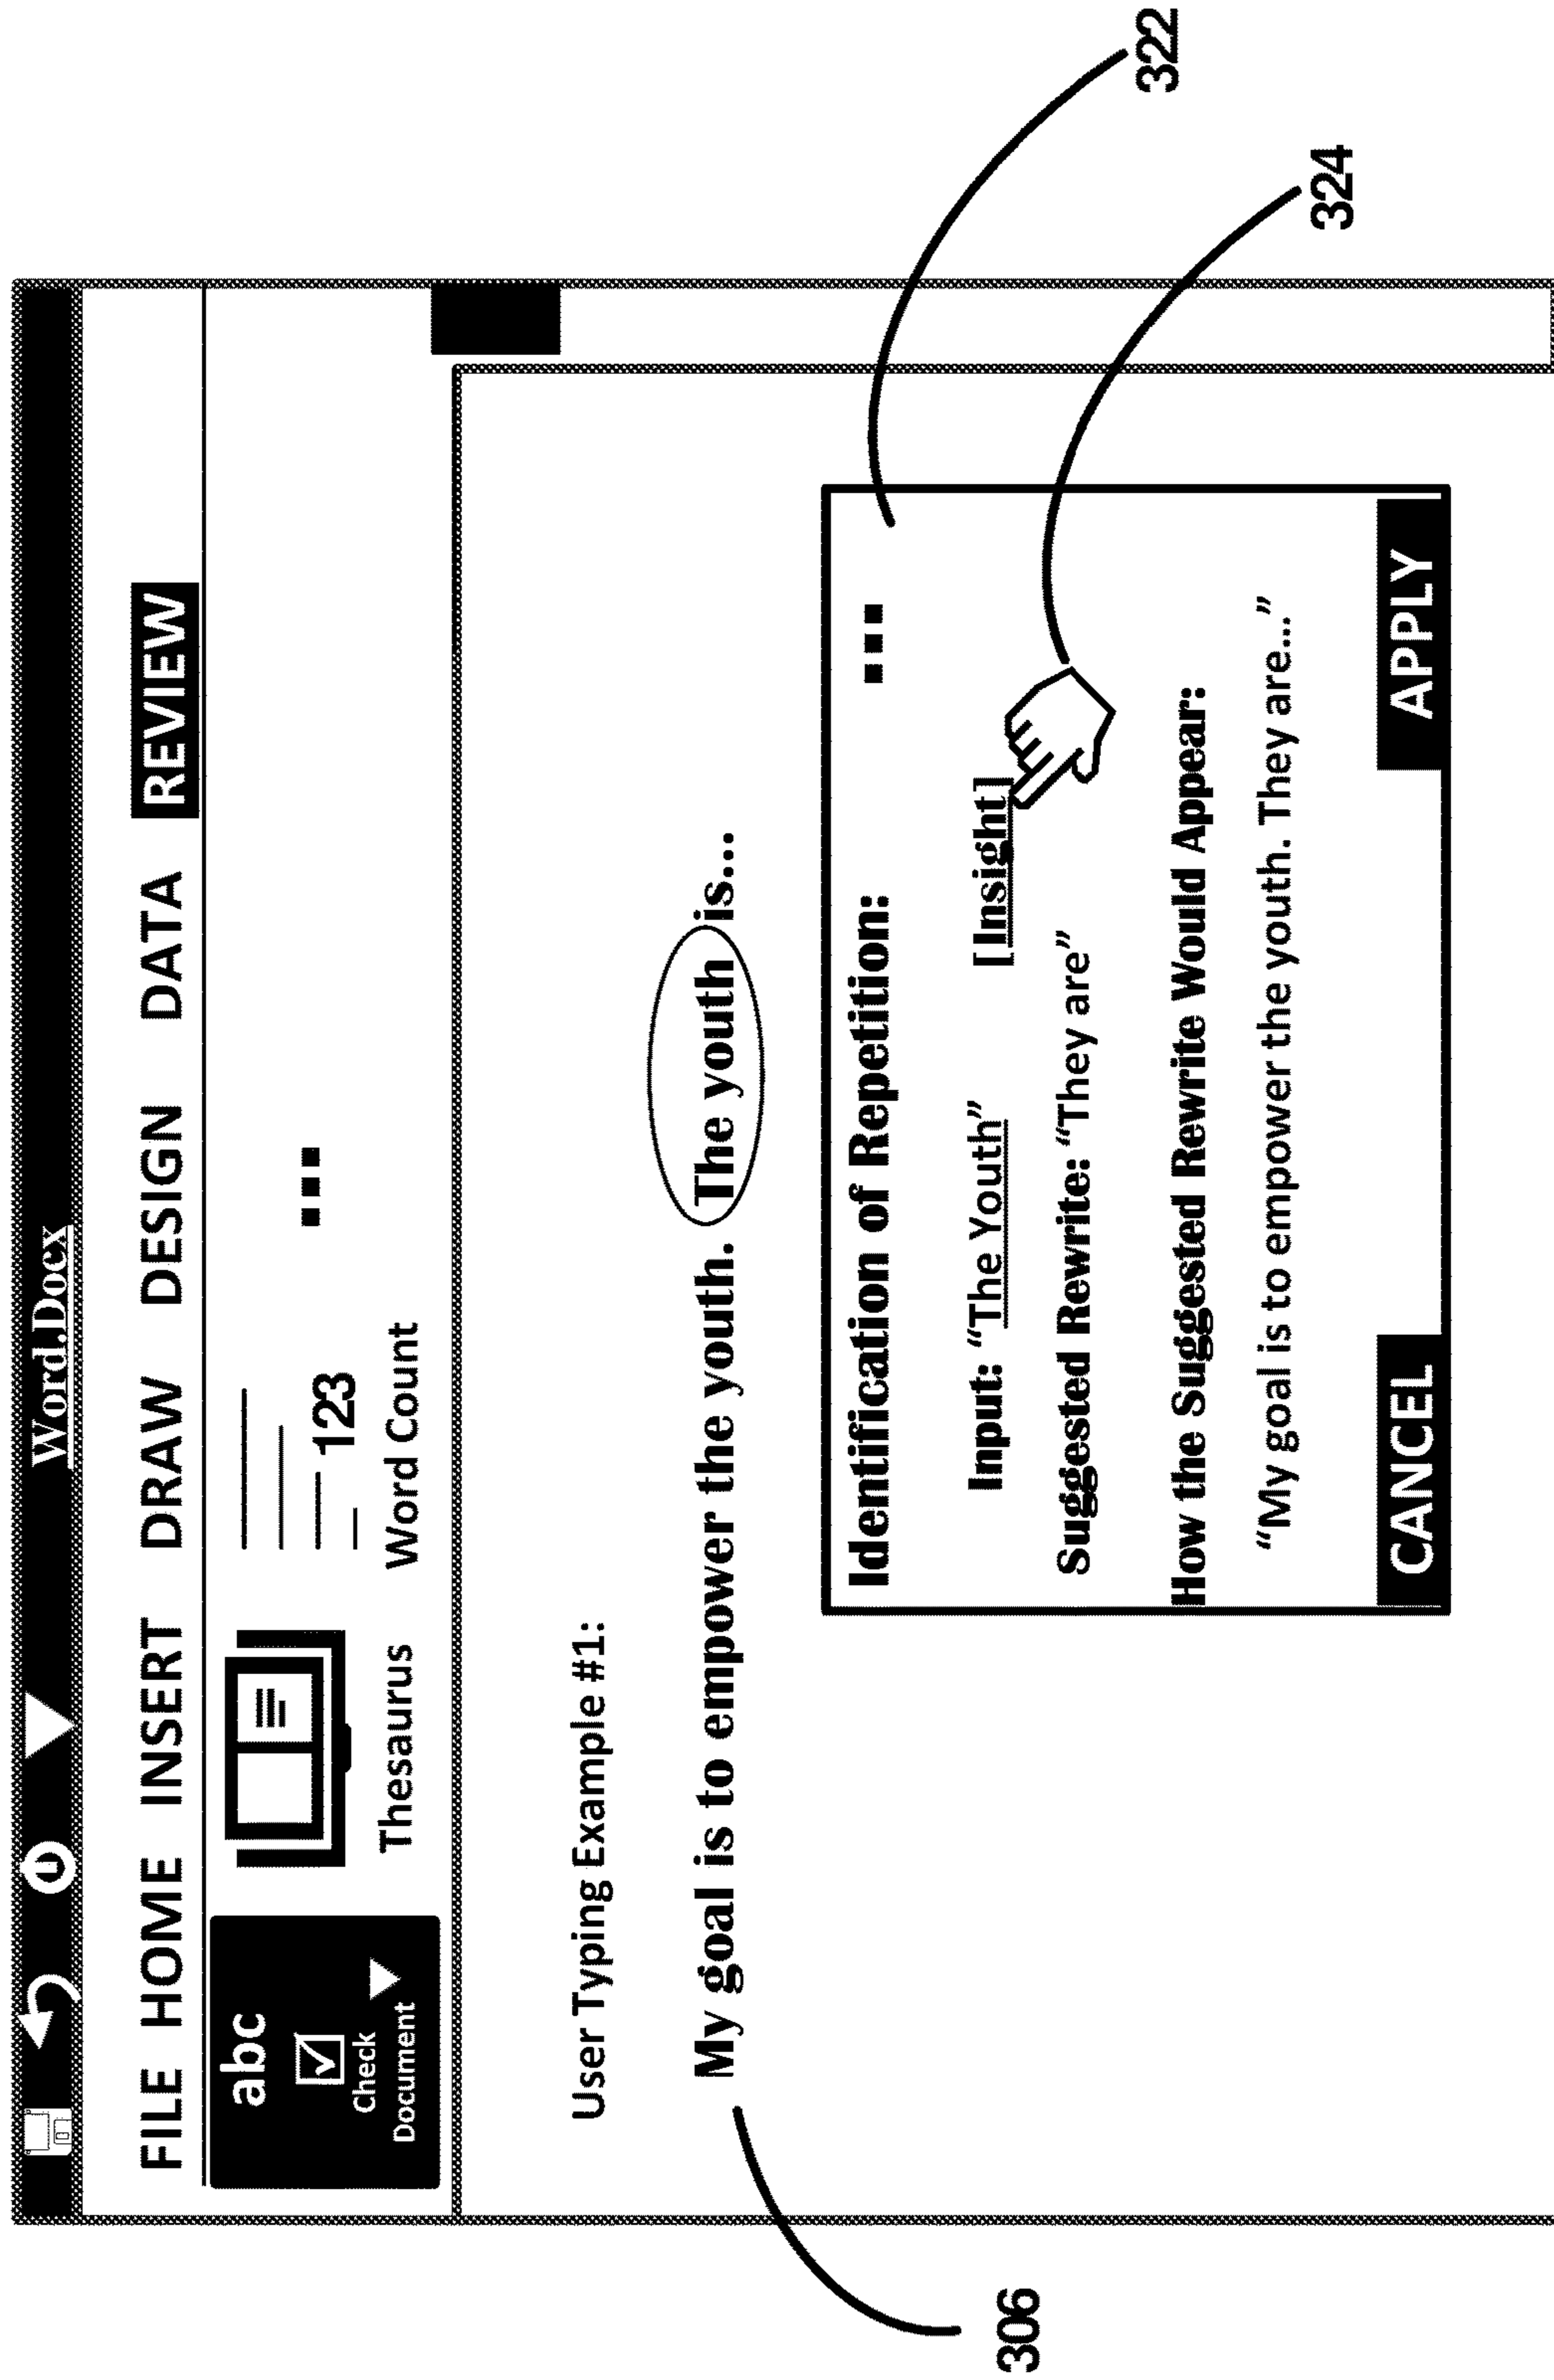 Word.Docx
FILE HOME INSERT DRAW DESIGN DATA REVIEW
abc
Check
Document
Thesaurus
123
Word Count
User Typing Example #1:
My goal is to empower the youth. The youth is...
306
Identification of Repetition:
322
Input: “The Youth” [Insight]
324
Suggested Rewrite: “They are”
How the Suggested Rewrite Would Appear:
“My goal is to empower the youth. They are...”
CANCEL APPLY